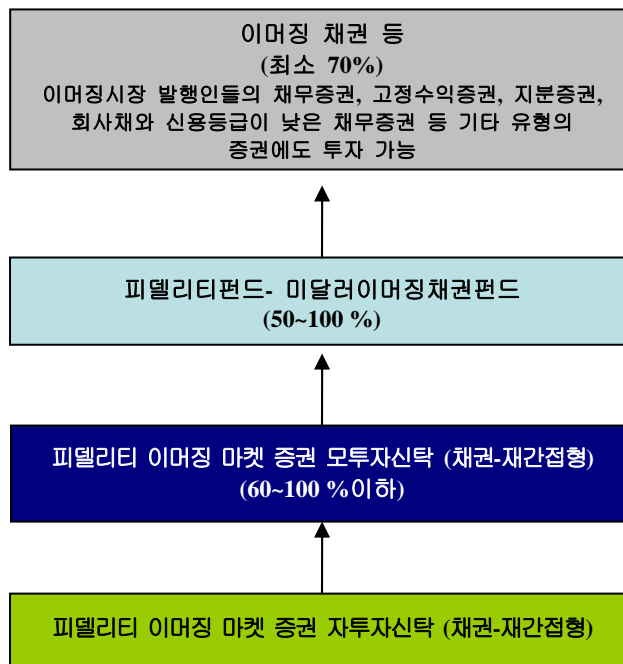 이머징 채권 등
(최소 70%)
이머징시장 발행인들의 채무증권, 고정수익증권, 지분증권,
회사채와 신용등급이 낮은 채무증권 등 기타 유형의
증권에도 투자 가능
피델리티펀드- 미달러이머징채권펀드
(50~100 %)
피델리티 이머징 마켓 증권 모투자신탁 (채권-재간접형)
(60~100 %이하)
피델리티 이머징 마켓 증권 자투자신탁 (채권-재간접형)